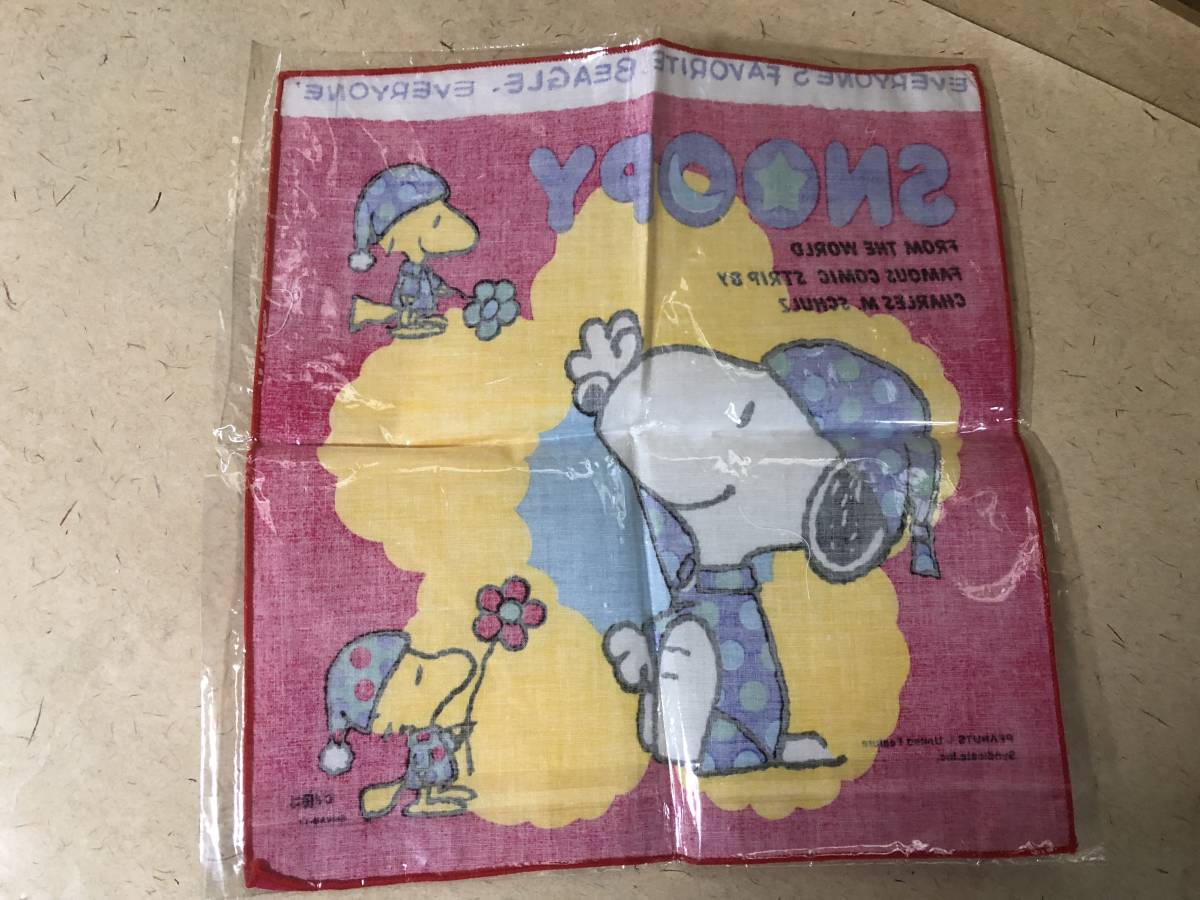 EVERYONE'S FAVORITE BEAGLE. EVERYONE'
SNOOPY
FROM THE WORLD
FAMOUS COMIC STRIP BY
CHARLES M. SCHULZ
PEANUTS © United Feature
Syndicate, Inc.